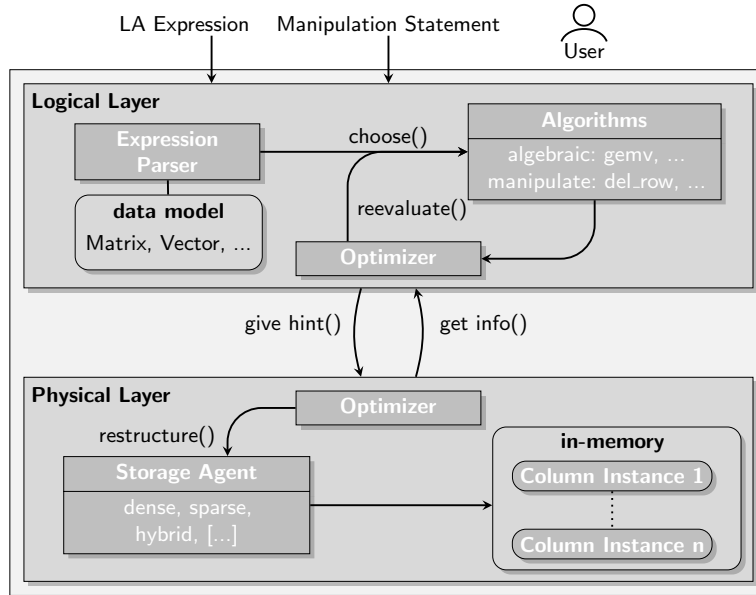 LA Expression
Manipulation Statement
User
Logical Layer
Expression
Parser
choose()
Algorithms
algebraic: gemv, ...
manipulate: del_row, ...
data model
Matrix, Vector, ...
reevaluate()
Optimizer
give hint()
get info()
Physical Layer
Optimizer
restructure()
Storage Agent
dense, sparse,
hybrid, [...]
in-memory
Column Instance 1
Column Instance n